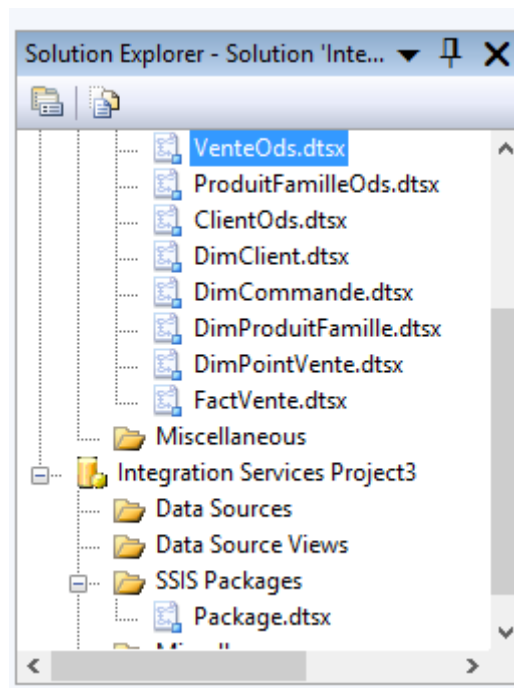 Solution Explorer - Solution 'Inte...
VenteOds.dtsx
ProduitFamilleOds.dtsx
ClientOds.dtsx
DimClient.dtsx
DimCommande.dtsx
DimProduitFamille.dtsx
DimPointVente.dtsx
FactVente.dtsx
Miscellaneous
Integration Services Project3
Data Sources
Data Source Views
SSIS Packages
Package.dtsx